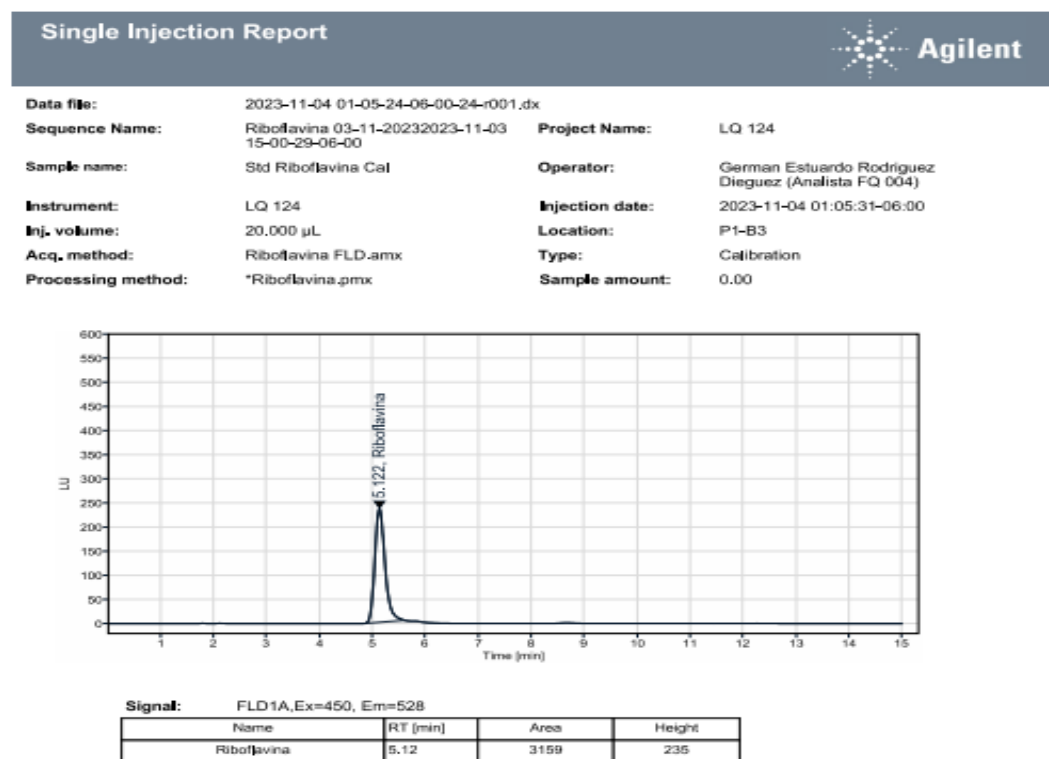 Single Injection Report
Agilent
Data file: 2023-11-04 01-05-24-06-00-24-r001.dx
Sequence Name: Riboflavina 03-11-20232023-11-03 Project Name: LQ 124
15-00-29-06-00
Sample name: Std Riboflavina Cal Operator: German Estuardo Rodriguez
Dieguez (Analista FQ 004)
Instrument: LQ 124 Injection date: 2023-11-04 01:05:31-06:00
Inj. volume: 20.000 µL Location: P1-B3
Acq. method: Riboflavina FLD.amx Type: Calibration
Processing method: *Riboflavina.pmx Sample amount: 0.00
600
550
500
450
400
350
300
250
200
150
100
50
0
LU
5.122, Riboflavina
1 2 3 4 5 6 7 8 9 10 11 12 13 14 15
Time [min]
Signal: FLD1A,Ex=450, Em=528
Name RT [min] Area Height
Riboflavina 5.12 3159 235